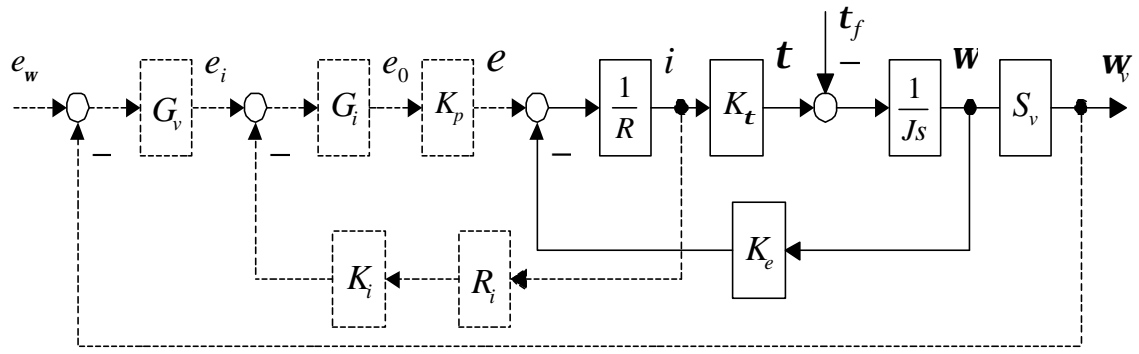 t_f
e_w e_i e_0 e i t w w_v
G_v G_i K_p 1/R K_t 1/Js S_v
− − − −
K_e
K_i R_i